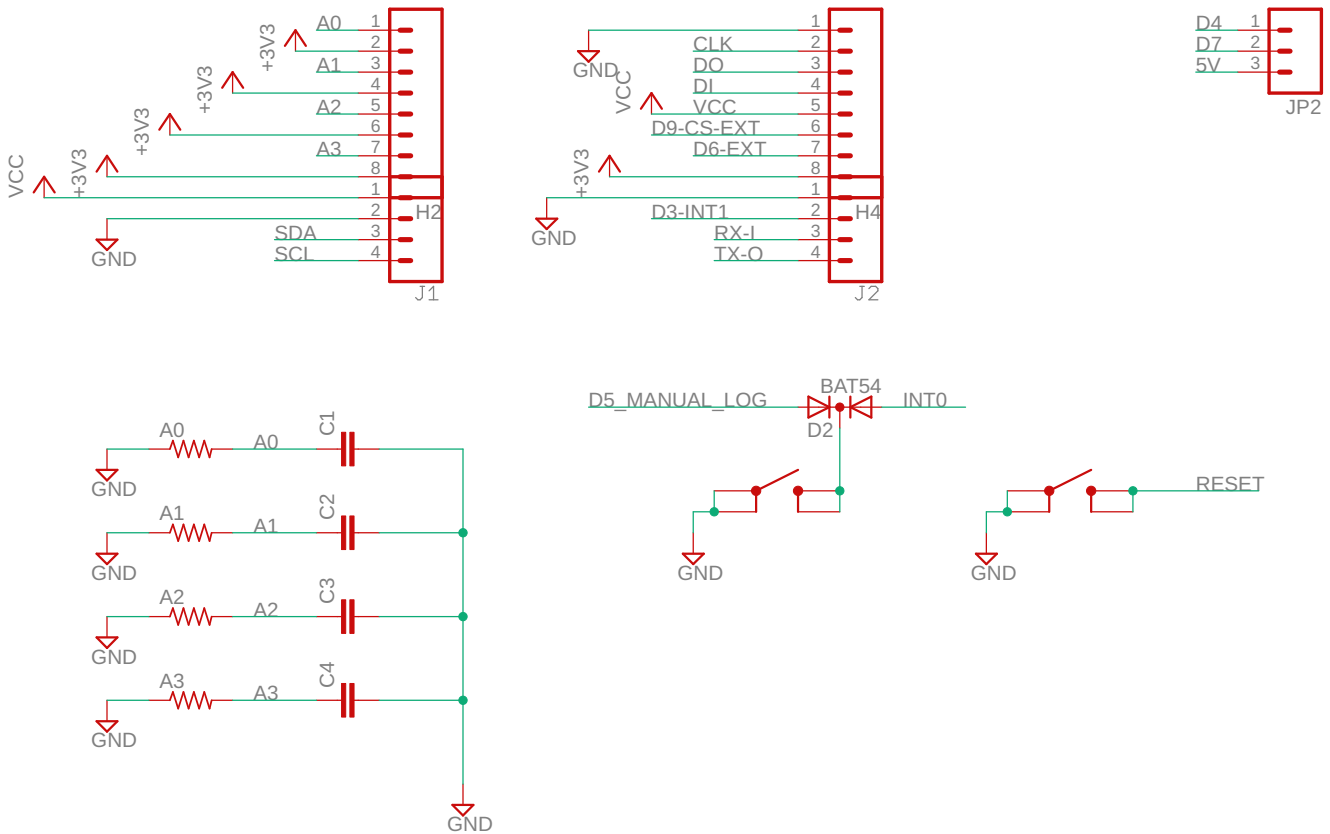 A0 1
+3V3 2
A1 3
+3V3 4
A2 5
+3V3 6
A3 7
+3V3 8
VCC 1
H2
GND 2
SDA 3
SCL 4
J1
GND 1
CLK 2
DO 3
DI 4
VCC VCC 5
D9-CS-EXT 6
D6-EXT 7
+3V3 8
GND 1
H4
D3-INT1 2
RX-I 3
TX-O 4
J2
D4 1
D7 2
5V 3
JP2
A0 A0 C1
GND
A1 A1 C2
GND
A2 A2 C3
GND
A3 A3 C4
GND
GND
BAT54
D5_MANUAL_LOG INT0
D2
GND
RESET
GND